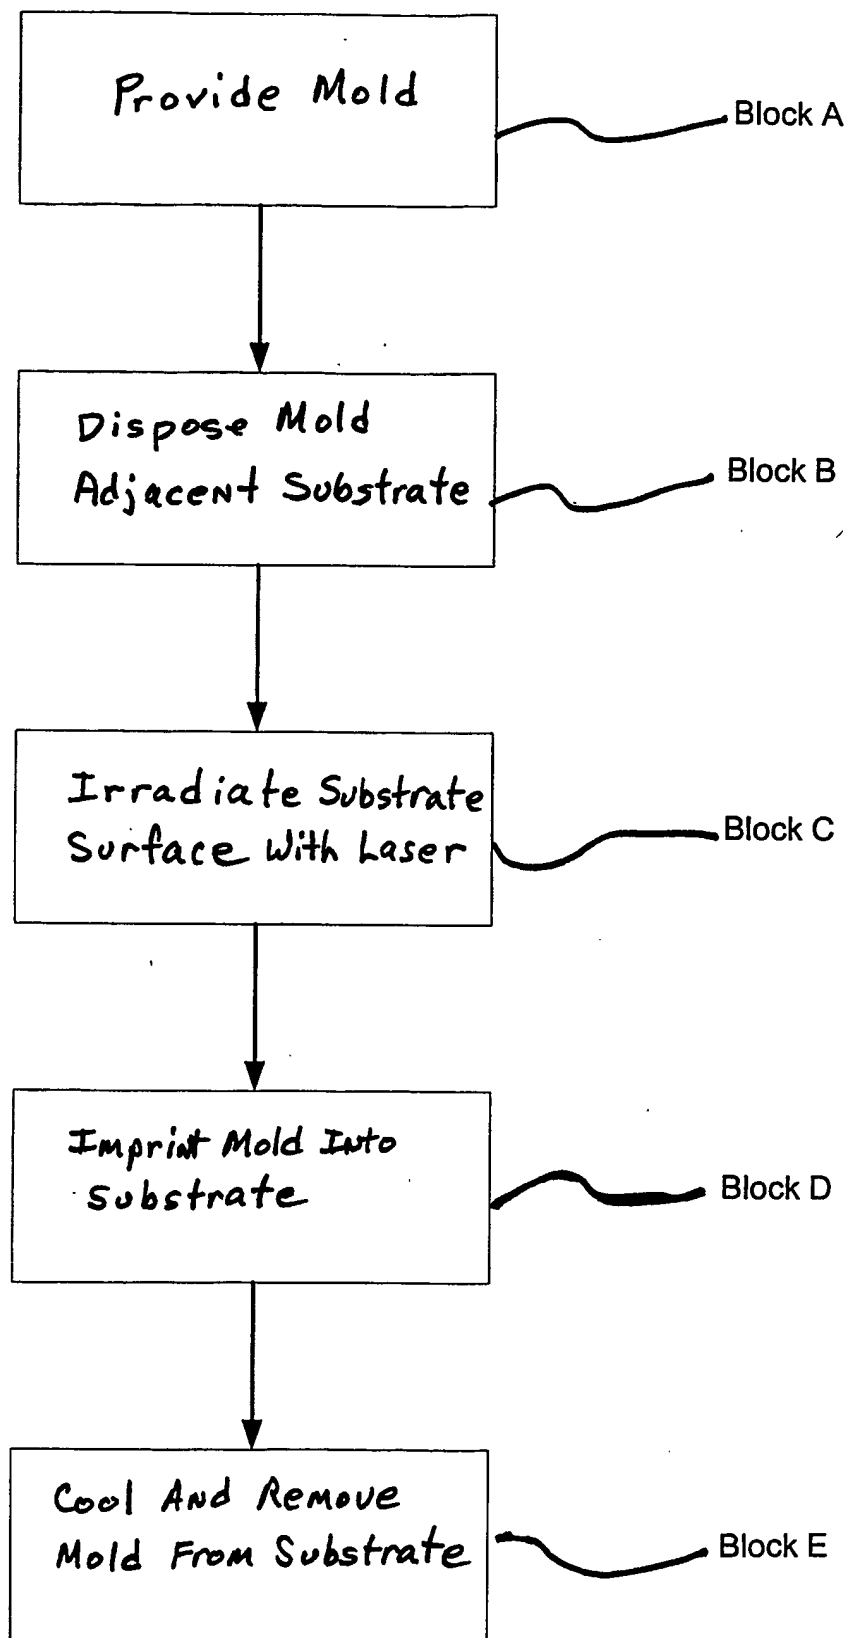 Provide Mold
Block A
Dispose Mold
Adjacent Substrate
Block B
Irradiate Substrate
Surface With Laser
Block C
Imprint Mold Into
Substrate
Block D
Cool And Remove
Mold From Substrate
Block E